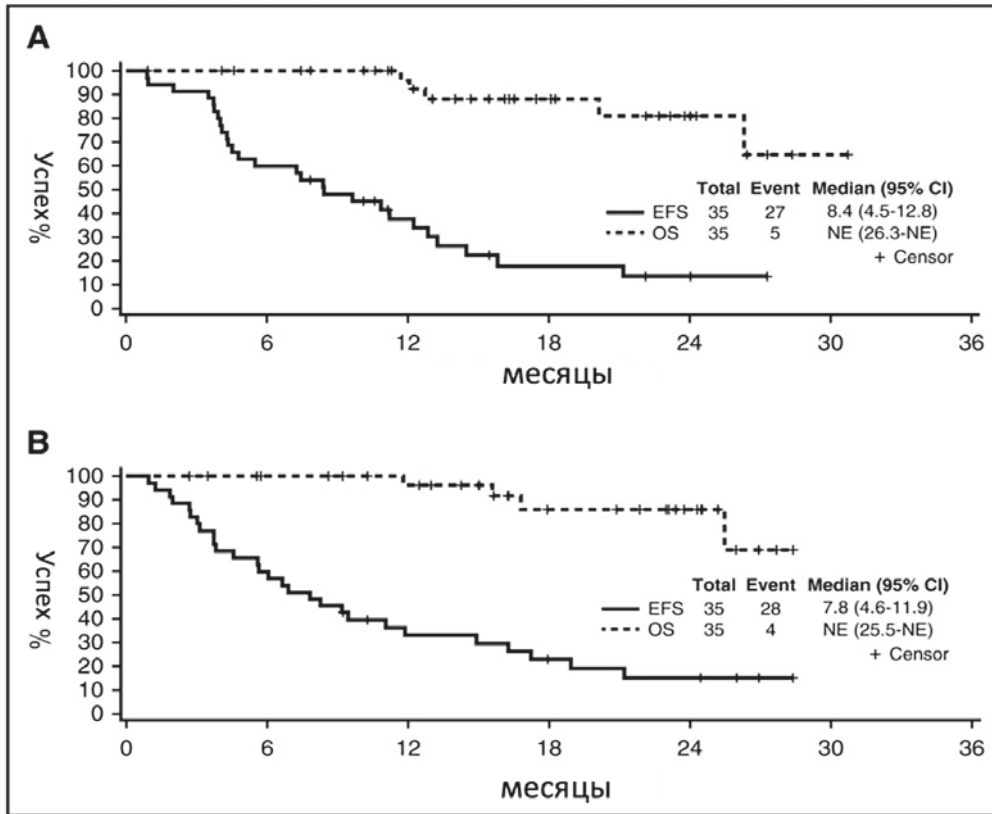 A
Успех%
100
90
80
70
60
50
40
30
20
10
0
Total Event Median (95% CI)
EFS 35 27 8.4 (4.5-12.8)
OS 35 5 NE (26.3-NE)
+ Censor
0 6 12 18 24 30 36
месяцы
B
Успех %
100
90
80
70
60
50
40
30
20
10
0
Total Event Median (95% CI)
EFS 35 28 7.8 (4.6-11.9)
OS 35 4 NE (25.5-NE)
+ Censor
0 6 12 18 24 30 36
месяцы